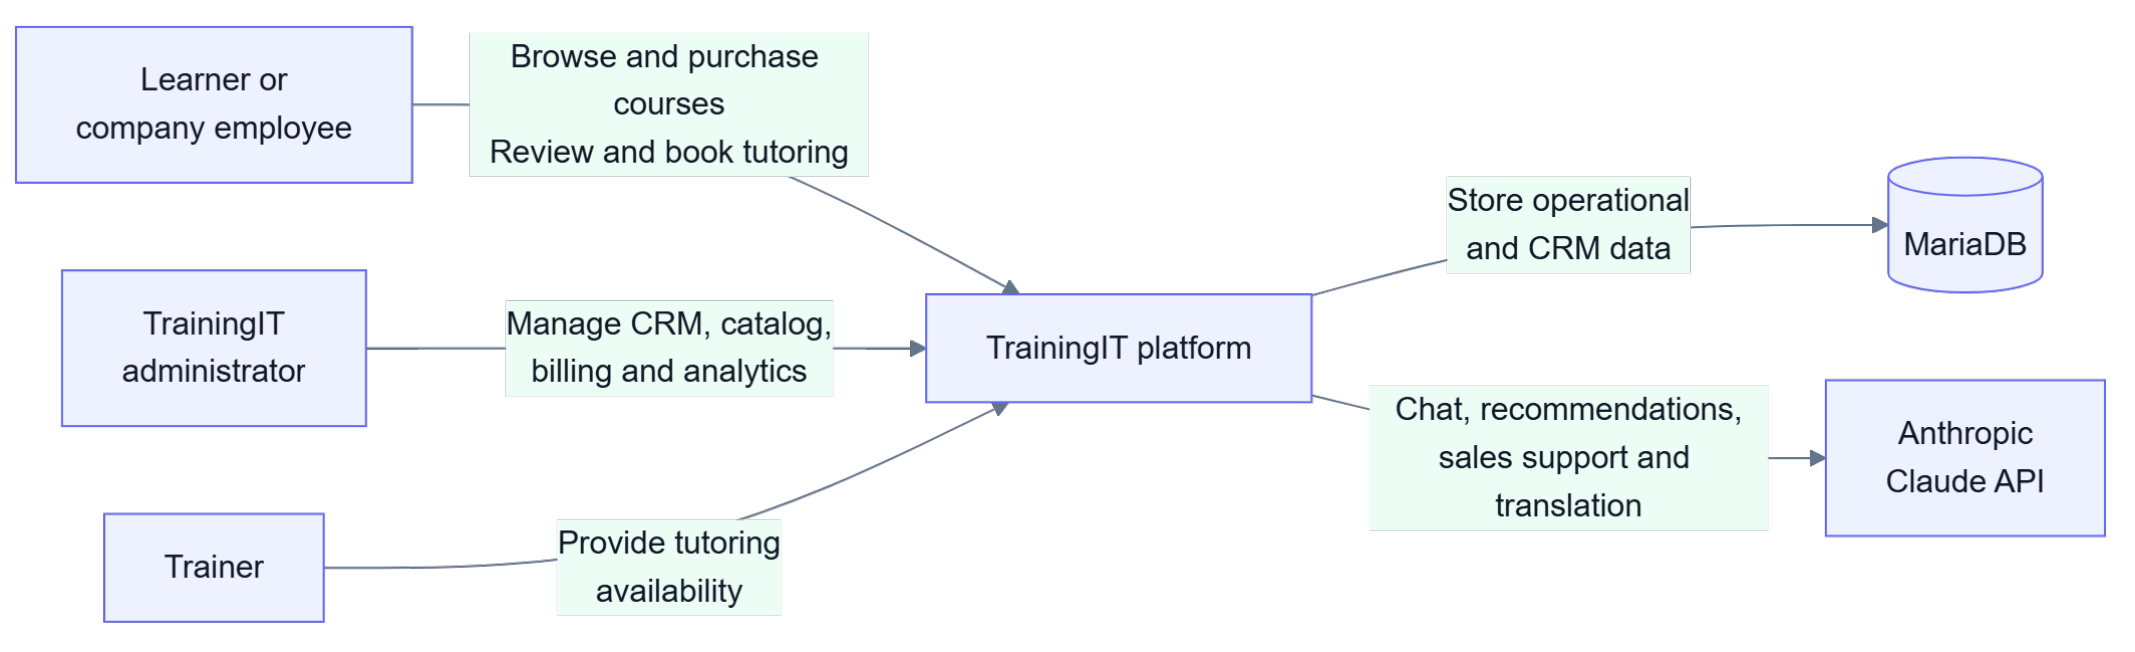 Learner or
company employee
Browse and purchase
courses
Review and book tutoring
TrainingIT
administrator
Manage CRM, catalog,
billing and analytics
Trainer
Provide tutoring
availability
TrainingIT platform
Store operational
and CRM data
MariaDB
Chat, recommendations,
sales support and
translation
Anthropic
Claude API